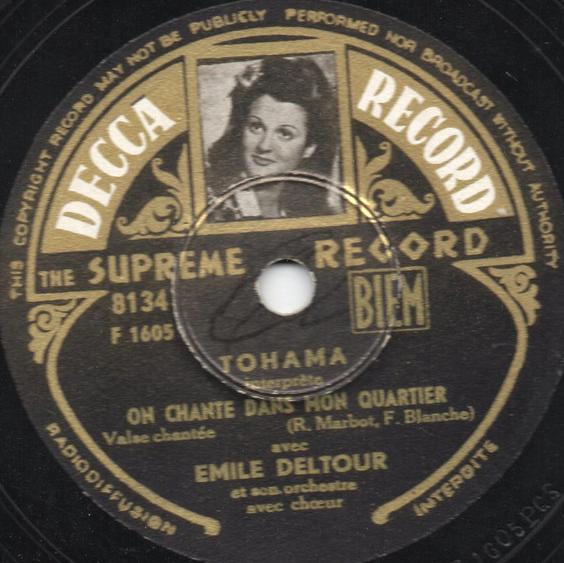 THIS COPYRIGHT RECORD MAY NOT BE PUBLICLY PERFORMED NOR BROADCAST WITHOUT AUTHORITY
DECCA RECORD
THE SUPREME RECORD
8134
F 1605
BIEM
TOHAMA
interprète
ON CHANTE DANS MON QUARTIER
Valse chantée (R. Marbot, F. Blanche)
avec
EMILE DELTOUR
et son orchestre
avec chœur
RADIODIFFUSION INTERDITE